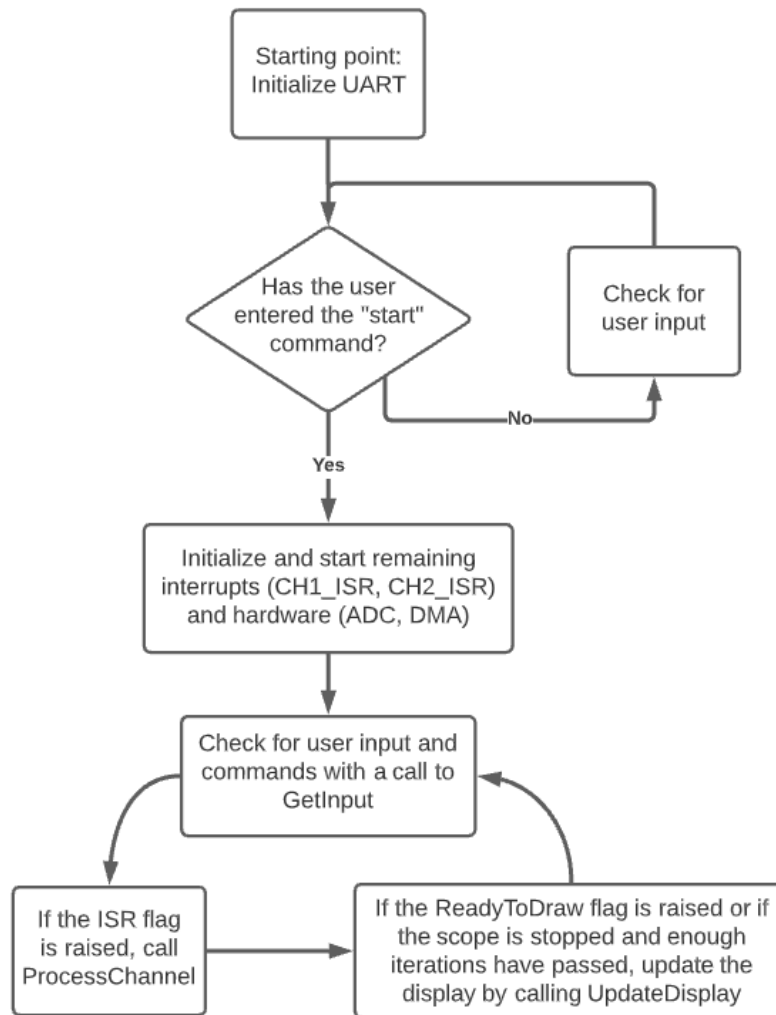 Starting point:
Initialize UART
Has the user
entered the "start"
command?
Check for
user input
No
Yes
Initialize and start remaining
interrupts (CH1_ISR, CH2_ISR)
and hardware (ADC, DMA)
Check for user input and
commands with a call to
GetInput
If the ISR flag
is raised, call
ProcessChannel
If the ReadyToDraw flag is raised or if
the scope is stopped and enough
iterations have passed, update the
display by calling UpdateDisplay